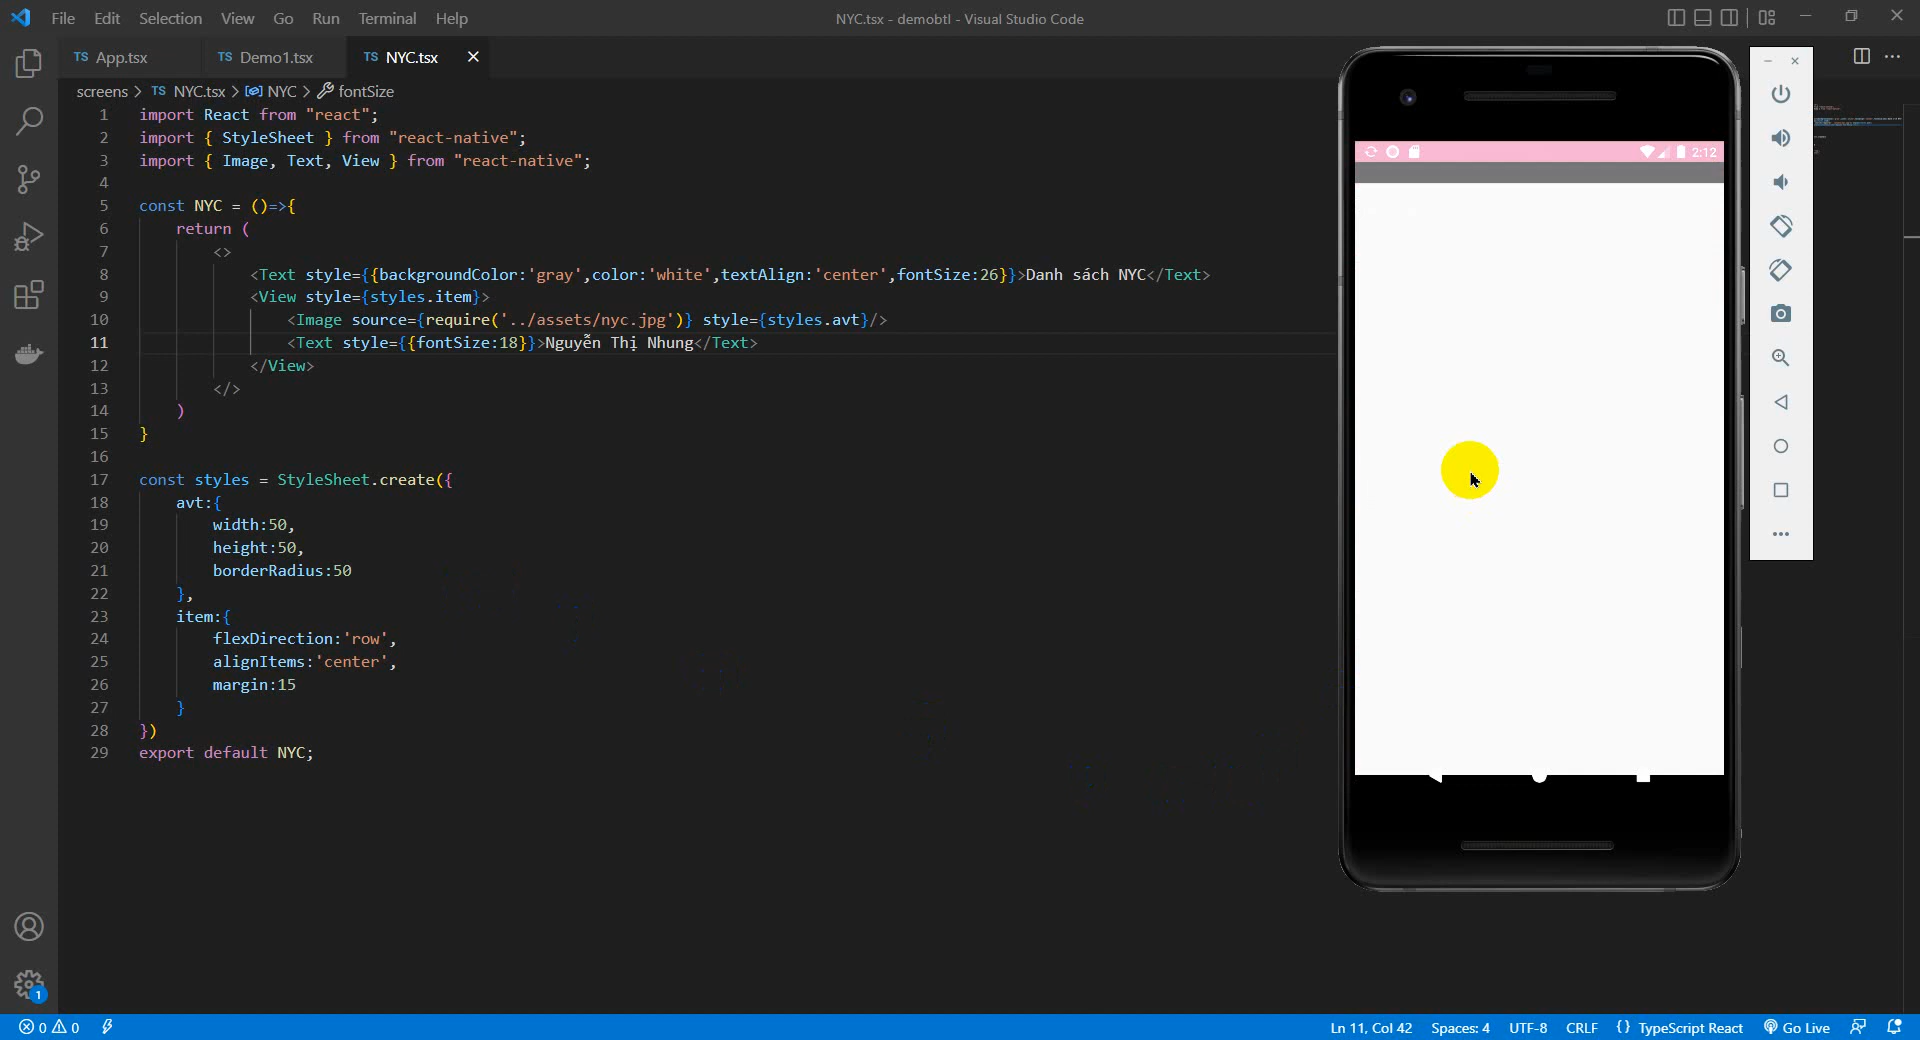 File Edit Selection View Go Run Terminal Help
NYC.tsx - demobtl - Visual Studio Code
TS App.tsx TS Demo1.tsx TS NYC.tsx
screens > TS NYC.tsx > NYC > fontSize
1 import React from "react";
2 import { StyleSheet } from "react-native";
3 import { Image, Text, View } from "react-native";
4
5 const NYC = ()=>{
6 return (
7 <>
8 <Text style={{backgroundColor:'gray',color:'white',textAlign:'center',fontSize:26}}>Danh sách NYC</Text>
9 <View style={styles.item}>
10 <Image source={require('../assets/nyc.jpg')} style={styles.avt}/>
11 <Text style={{fontSize:18}}>Nguyễn Thị Nhung</Text>
12 </View>
13 </>
14 )
15 }
16
17 const styles = StyleSheet.create({
18 avt:{
19 width:50,
20 height:50,
21 borderRadius:50
22 },
23 item:{
24 flexDirection:'row',
25 alignItems:'center',
26 margin:15
27 }
28 })
29 export default NYC;
2:12
1
0 0
Ln 11, Col 42 Spaces: 4 UTF-8 CRLF {} TypeScript React Go Live